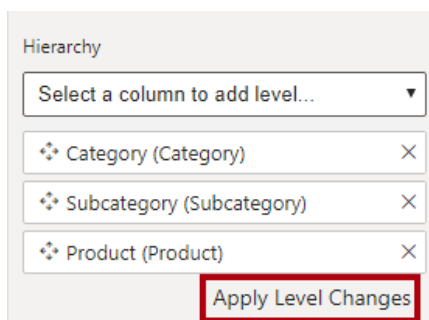 Hierarchy
Select a column to add level...
Category (Category)
Subcategory (Subcategory)
Product (Product)
Apply Level Changes